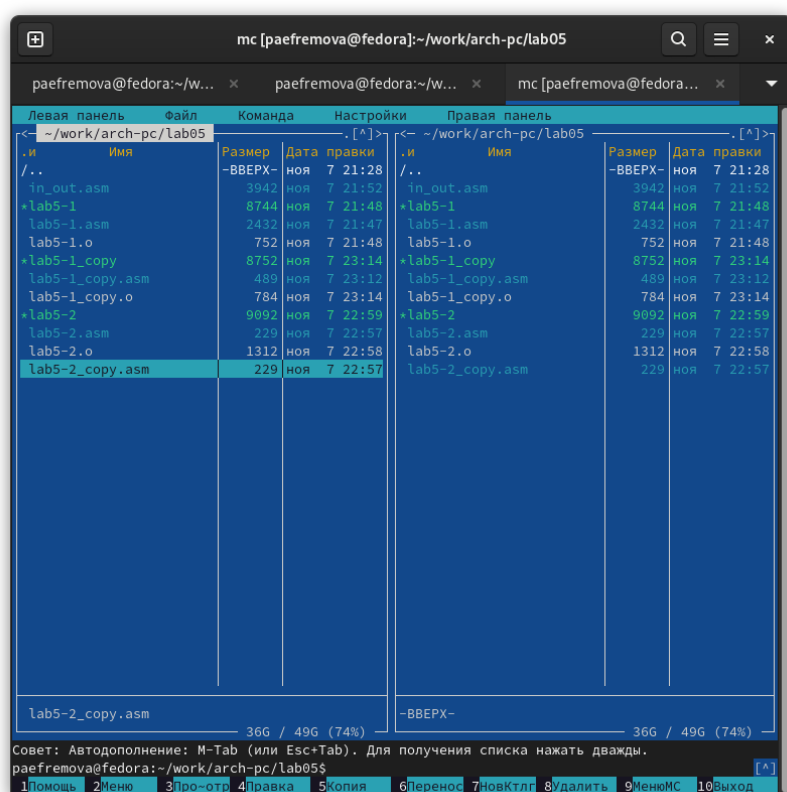 mc [paefremova@fedora]:~/work/arch-pc/lab05
paefremova@fedora:~/w... × paefremova@fedora:~/w... × mc [paefremova@fedora... ×
Левая панель Файл Команда Настройки Правая панель
<- ~/work/arch-pc/lab05 .[^]> <- ~/work/arch-pc/lab05 .[^]>
.и Имя Размер Дата правки .и Имя Размер Дата правки
/.. -ВВЕРХ- ноя 7 21:28 /.. -ВВЕРХ- ноя 7 21:28
in_out.asm 3942 ноя 7 21:52 in_out.asm 3942 ноя 7 21:52
*lab5-1 8744 ноя 7 21:48 *lab5-1 8744 ноя 7 21:48
lab5-1.asm 2432 ноя 7 21:47 lab5-1.asm 2432 ноя 7 21:47
lab5-1.o 752 ноя 7 21:48 lab5-1.o 752 ноя 7 21:48
*lab5-1_copy 8752 ноя 7 23:14 *lab5-1_copy 8752 ноя 7 23:14
lab5-1_copy.asm 489 ноя 7 23:12 lab5-1_copy.asm 489 ноя 7 23:12
lab5-1_copy.o 784 ноя 7 23:14 lab5-1_copy.o 784 ноя 7 23:14
*lab5-2 9092 ноя 7 22:59 *lab5-2 9092 ноя 7 22:59
lab5-2.asm 229 ноя 7 22:57 lab5-2.asm 229 ноя 7 22:57
lab5-2.o 1312 ноя 7 22:58 lab5-2.o 1312 ноя 7 22:58
lab5-2_copy.asm 229 ноя 7 22:57 lab5-2_copy.asm 229 ноя 7 22:57
lab5-2_copy.asm -ВВЕРХ-
36G / 49G (74%) 36G / 49G (74%)
Совет: Автодополнение: M-Tab (или Esc+Tab). Для получения списка нажать дважды.
paefremova@fedora:~/work/arch-pc/lab05$ [^]
1Помощь 2Меню 3Про~отр 4Правка 5Копия 6Перенос 7НовКтлг 8Удалить 9МенюMC 10Выход